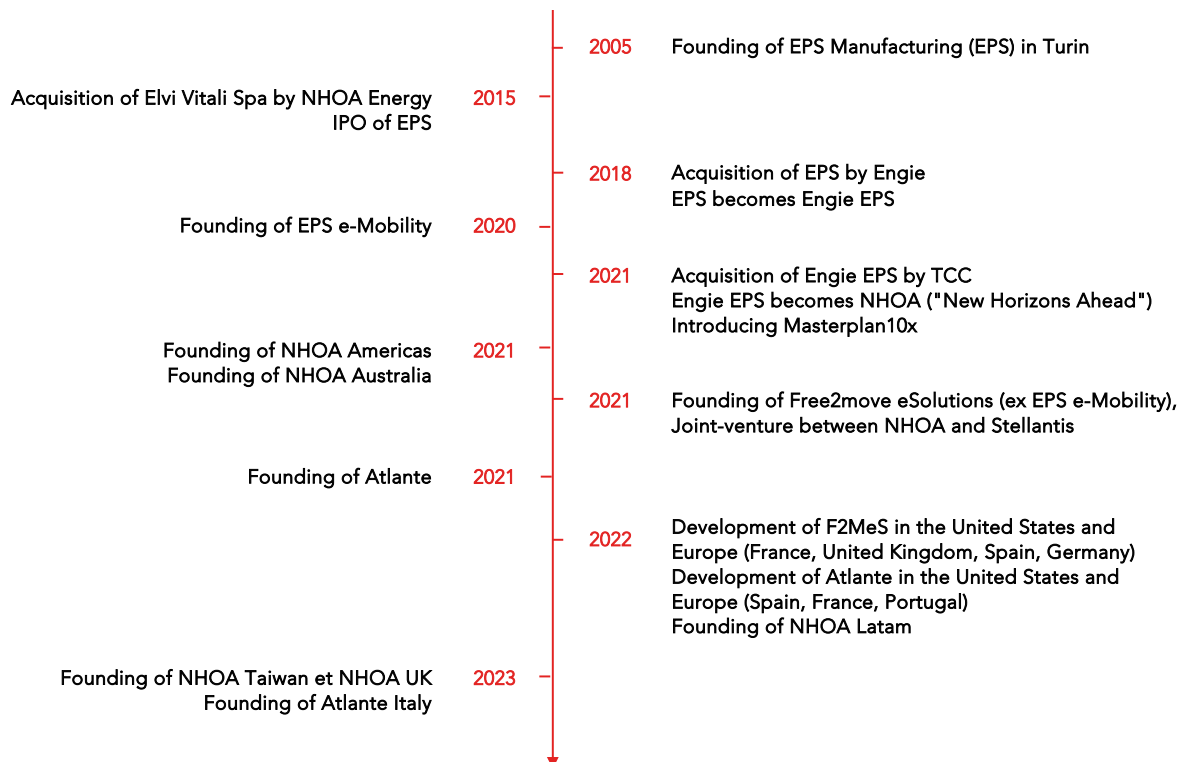 2005 Founding of EPS Manufacturing (EPS) in Turin
Acquisition of Elvi Vitali Spa by NHOA Energy 2015
IPO of EPS
2018 Acquisition of EPS by Engie
EPS becomes Engie EPS
Founding of EPS e-Mobility 2020
2021 Acquisition of Engie EPS by TCC
Engie EPS becomes NHOA ("New Horizons Ahead")
Introducing Masterplan10x
Founding of NHOA Americas 2021
Founding of NHOA Australia
2021 Founding of Free2move eSolutions (ex EPS e-Mobility),
Joint-venture between NHOA and Stellantis
Founding of Atlante 2021
2022 Development of F2MeS in the United States and
Europe (France, United Kingdom, Spain, Germany)
Development of Atlante in the United States and
Europe (Spain, France, Portugal)
Founding of NHOA Latam
Founding of NHOA Taiwan et NHOA UK 2023
Founding of Atlante Italy